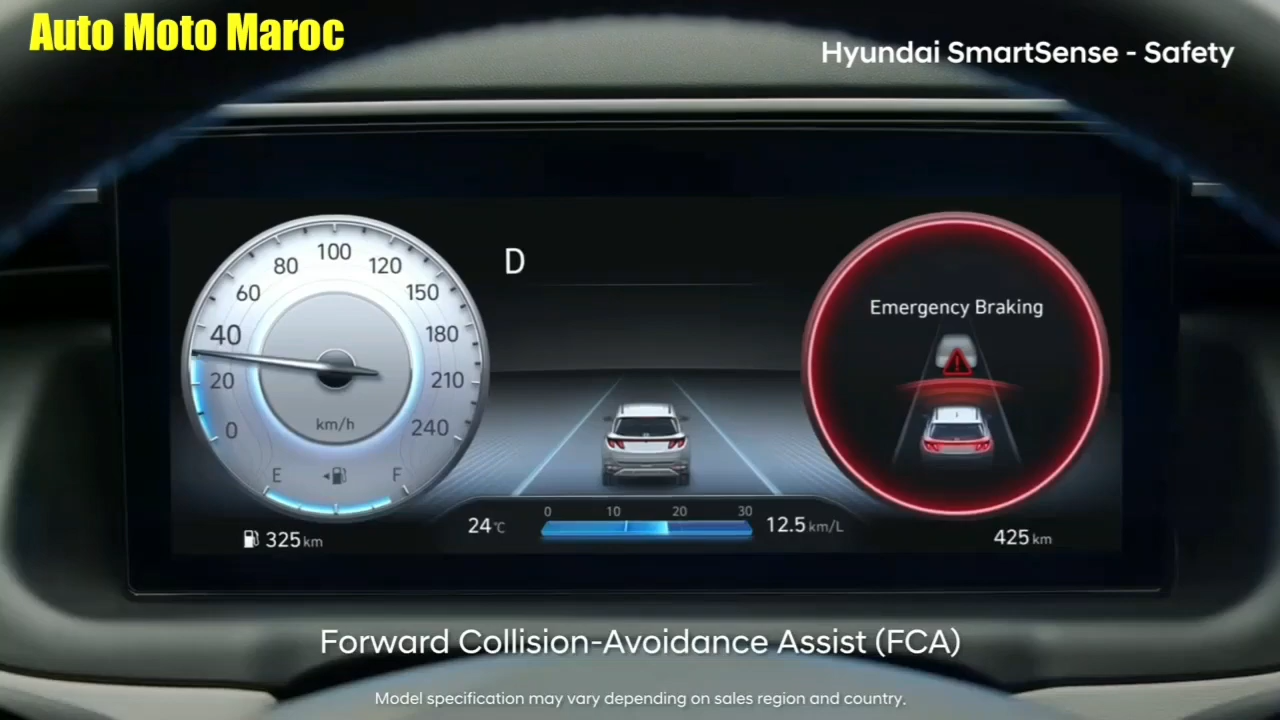 Auto Moto Maroc
Hyundai SmartSense - Safety
100
80
120
60
150
40
180
20
210
0
240
km/h
E
F
D
Emergency Braking
0 10 20 30
24°C
12.5 km/L
325 km
425 km
Forward Collision-Avoidance Assist (FCA)
Model specification may vary depending on sales region and country.